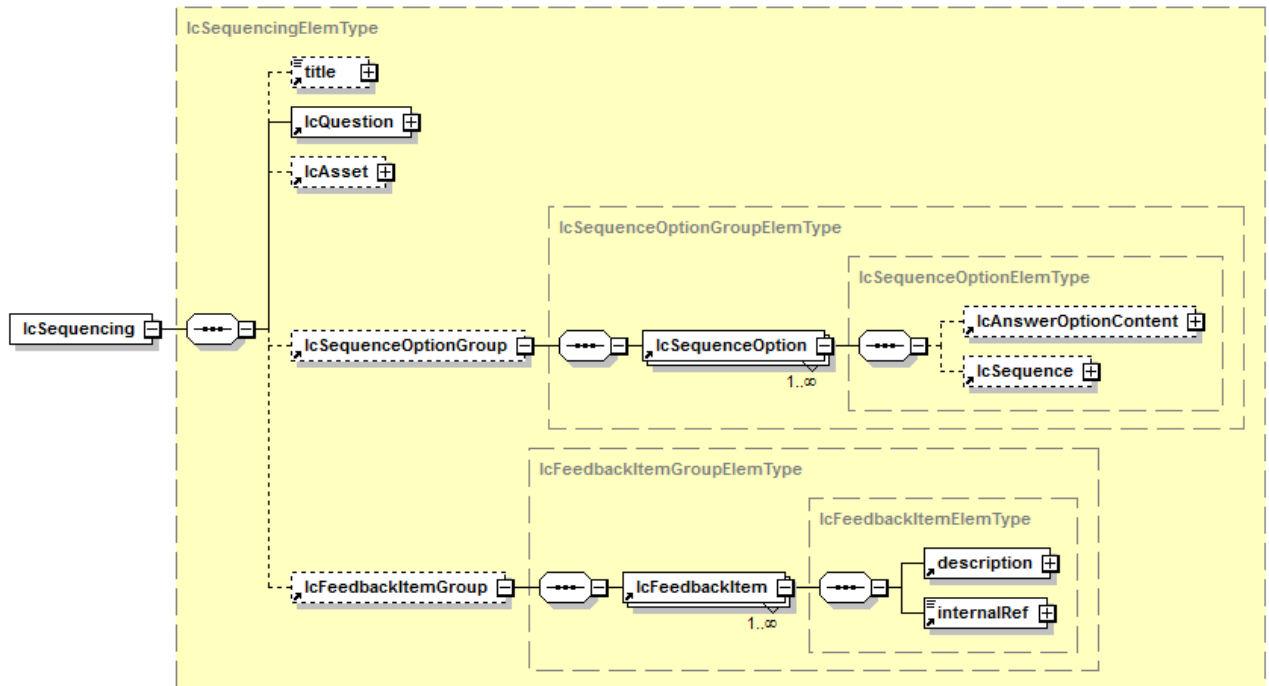 lcSequencingElemType
title
lcQuestion
lcAsset
lcSequenceOptionGroupElemType
lcSequenceOptionElemType
lcSequencing
lcAnswerOptionContent
lcSequenceOptionGroup
lcSequenceOption
lcSequence
1..∞
lcFeedbackItemGroupElemType
lcFeedbackItemElemType
description
lcFeedbackItemGroup
lcFeedbackItem
internalRef
1..∞